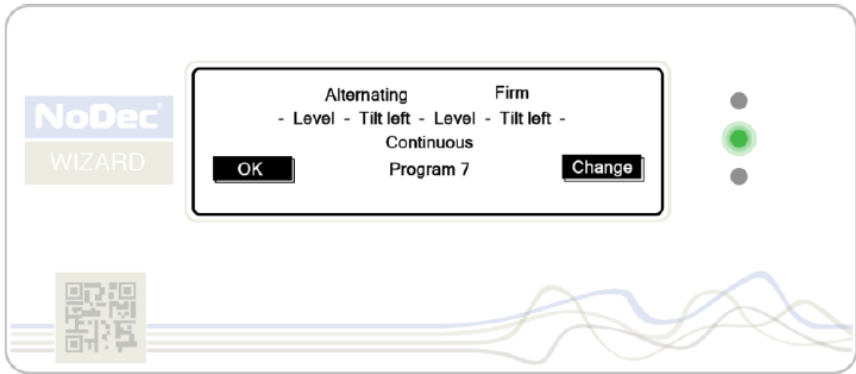 NoDec®
WIZARD
Alternating Firm
- Level - Tilt left - Level - Tilt left -
Continuous
OK Program 7 Change